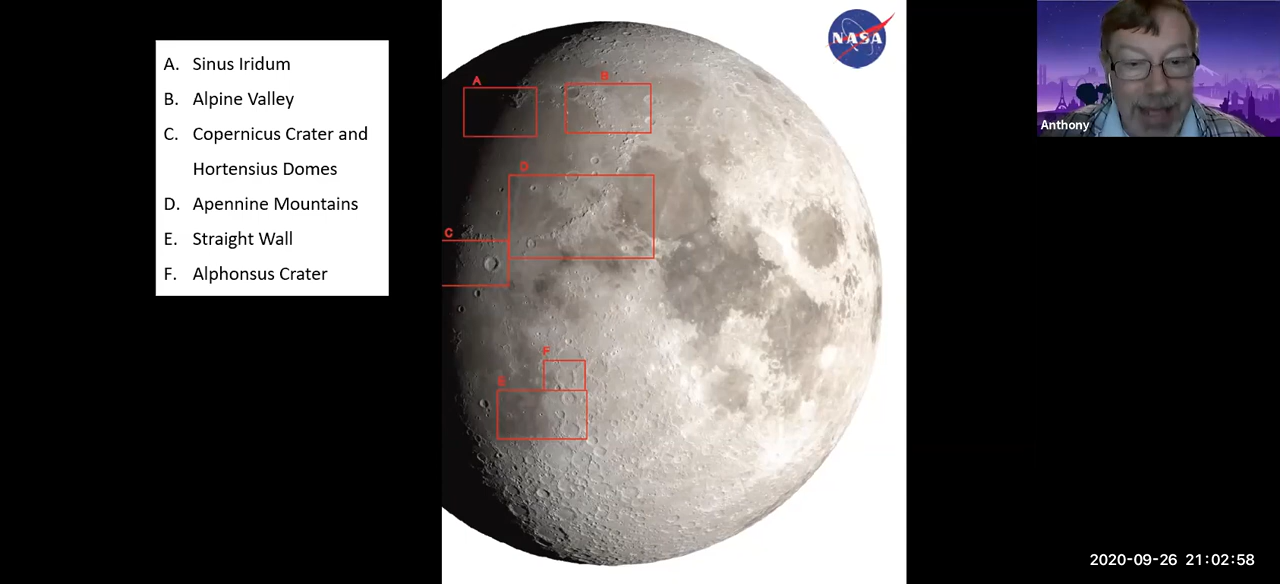 A. Sinus Iridum
B. Alpine Valley
C. Copernicus Crater and
Hortensius Domes
D. Apennine Mountains
E. Straight Wall
F. Alphonsus Crater
A
B
D
C
F
E
NASA
Anthony
2020-09-26 21:02:58